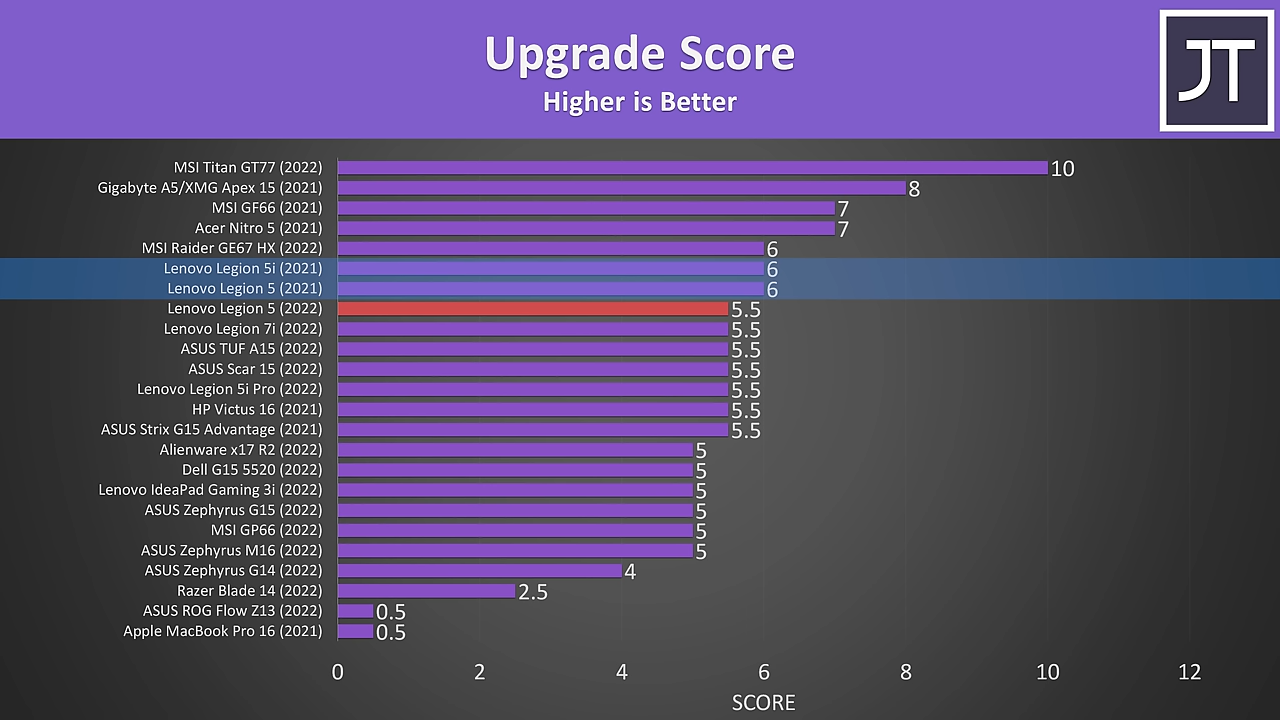 Upgrade Score
Higher is Better
JT
MSI Titan GT77 (2022) 10
Gigabyte A5/XMG Apex 15 (2021) 8
MSI GF66 (2021) 7
Acer Nitro 5 (2021) 7
MSI Raider GE67 HX (2022) 6
Lenovo Legion 5i (2021) 6
Lenovo Legion 5 (2021) 6
Lenovo Legion 5 (2022) 5.5
Lenovo Legion 7i (2022) 5.5
ASUS TUF A15 (2022) 5.5
ASUS Scar 15 (2022) 5.5
Lenovo Legion 5i Pro (2022) 5.5
HP Victus 16 (2021) 5.5
ASUS Strix G15 Advantage (2021) 5.5
Alienware x17 R2 (2022) 5
Dell G15 5520 (2022) 5
Lenovo IdeaPad Gaming 3i (2022) 5
ASUS Zephyrus G15 (2022) 5
MSI GP66 (2022) 5
ASUS Zephyrus M16 (2022) 5
ASUS Zephyrus G14 (2022) 4
Razer Blade 14 (2022) 2.5
ASUS ROG Flow Z13 (2022) 0.5
Apple MacBook Pro 16 (2021) 0.5
0 2 4 6 8 10 12
SCORE